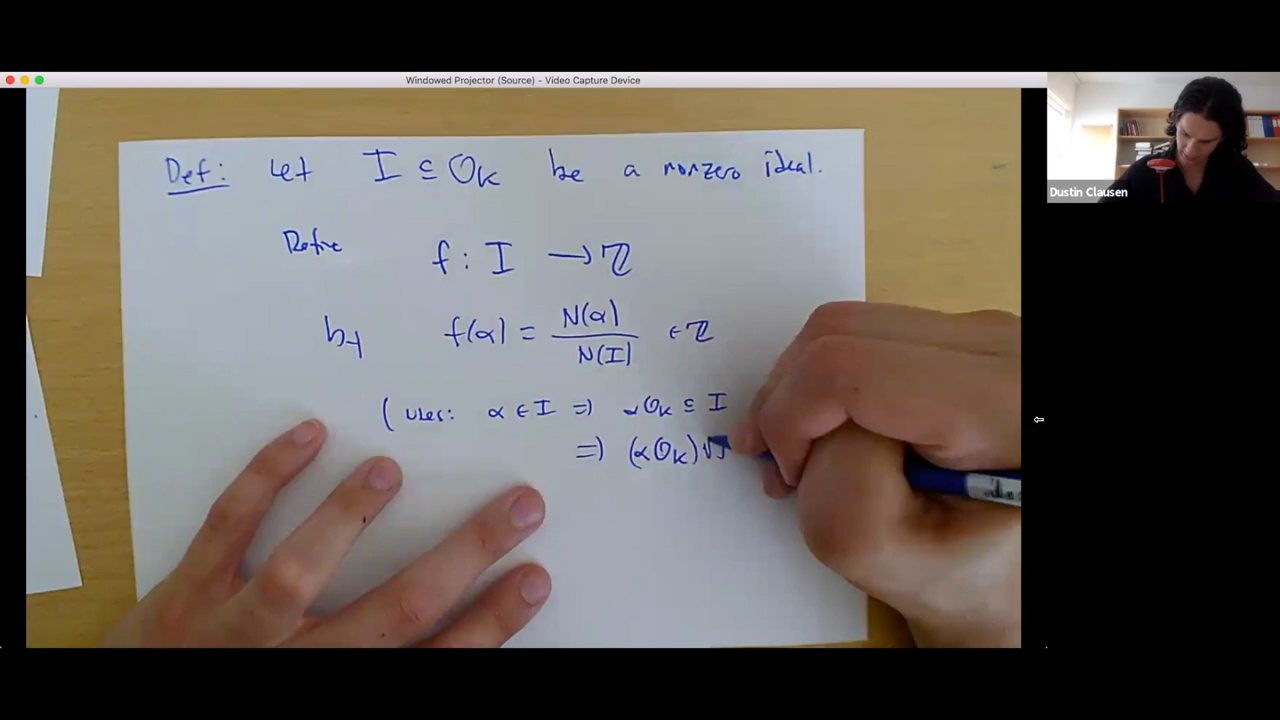 Windowed Projector (Source) - Video Capture Device
Def: Let I ⊆ O_K be a nonzero ideal.
Define f : I → ℤ
by f(α) = N(α) / N(I) ∈ ℤ
(uses: α ∈ I ⇒ αO_K ⊆ I
⇒ (αO_K)
Dustin Clausen